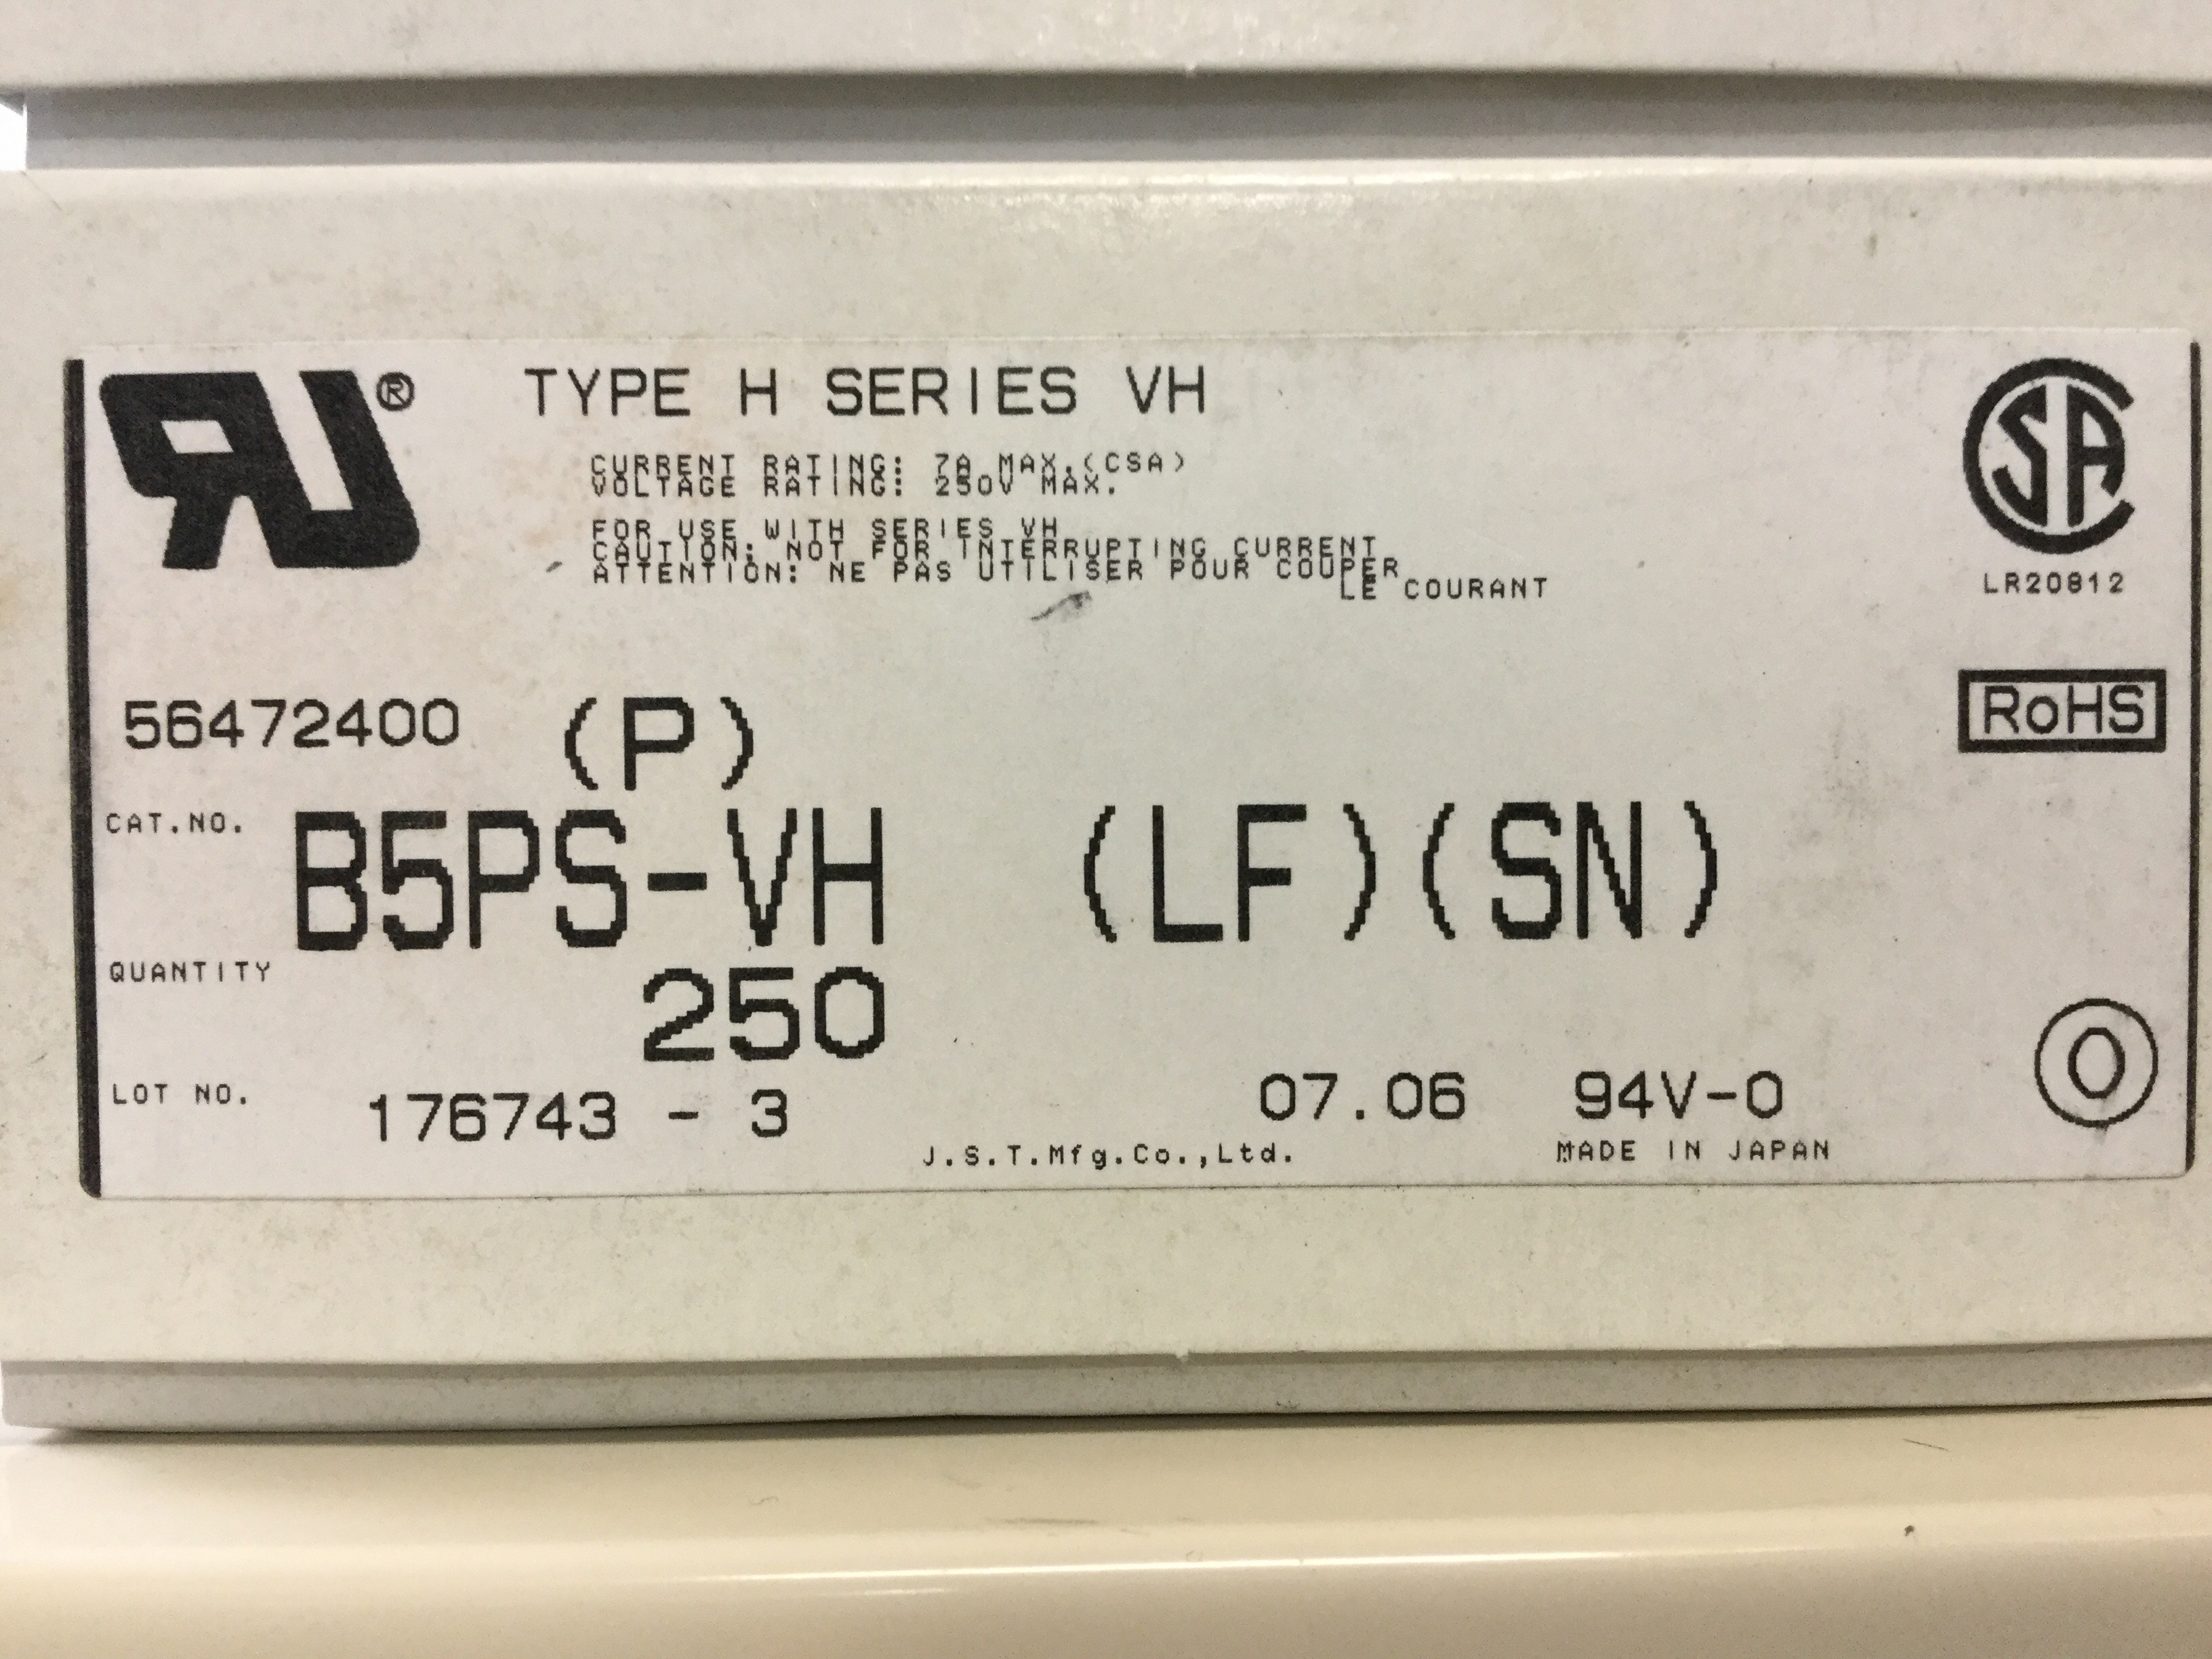 RU® TYPE H SERIES VH
CURRENT RATING: 7A MAX.(CSA)
VOLTAGE RATING: 250V MAX.
FOR USE WITH SERIES VH
CAUTION: NOT FOR INTERRUPTING CURRENT
ATTENTION: NE PAS UTILISER POUR COUPER
LE COURANT
CSA
LR20812
56472400 (P)
RoHS
CAT.NO. B5PS-VH (LF)(SN)
QUANTITY 250
LOT NO. 176743 - 3
07.06 94V-0
O
J.S.T.Mfg.Co.,Ltd. MADE IN JAPAN